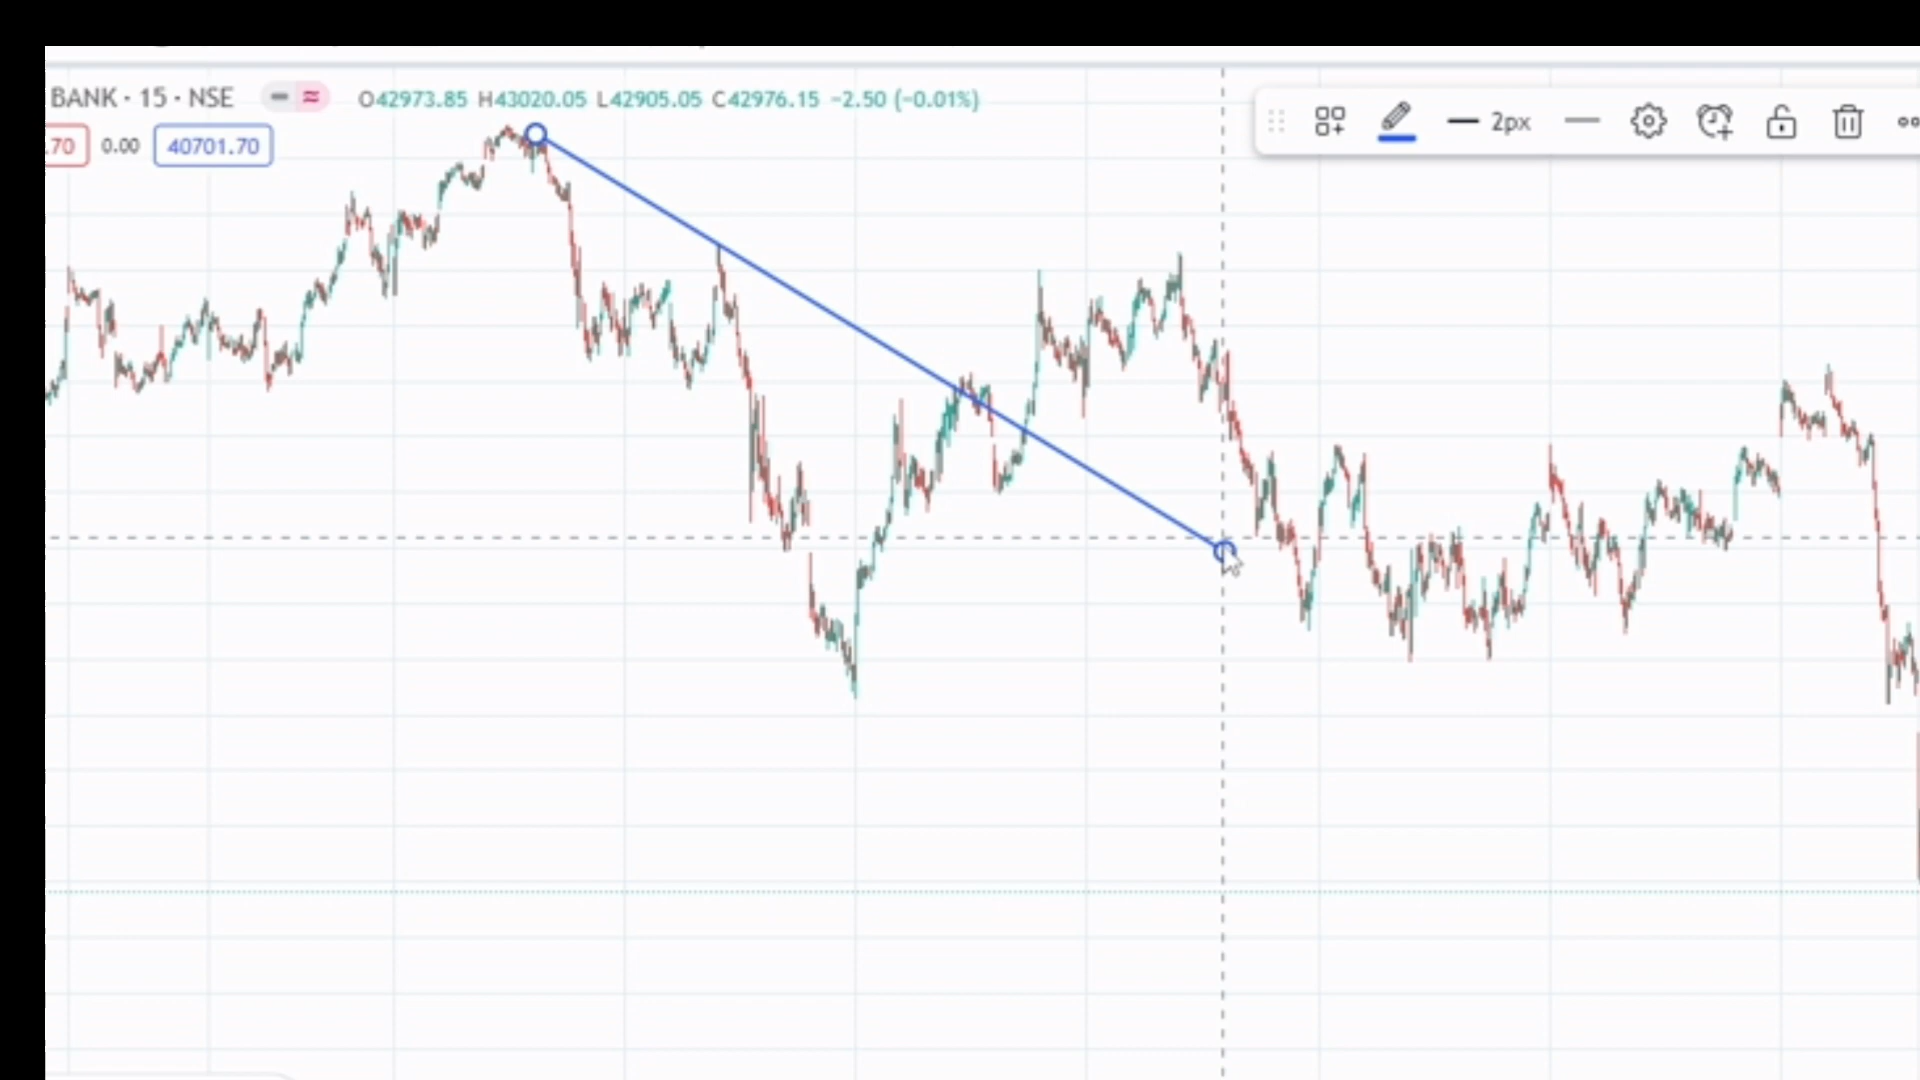 BANK · 15 · NSE O42973.85 H43020.05 L42905.05 C42976.15 −2.50 (−0.01%)
.70 0.00 40701.70
2px